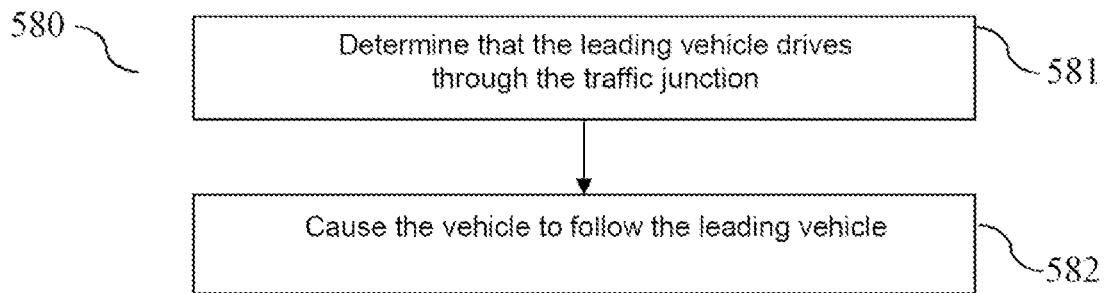 580
Determine that the leading vehicle drives
through the traffic junction
581
Cause the vehicle to follow the leading vehicle
582